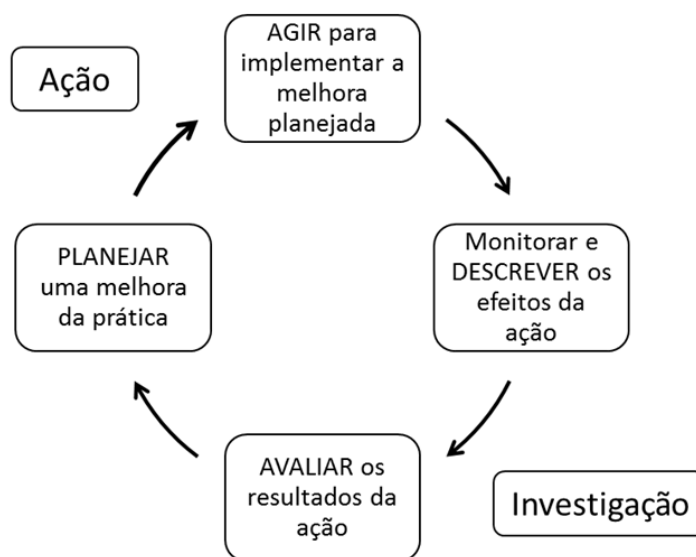 Ação
AGIR para
implementar a
melhora
planejada
PLANEJAR
uma melhora
da prática
Monitorar e
DESCREVER os
efeitos da
ação
AVALIAR os
resultados da
ação
Investigação